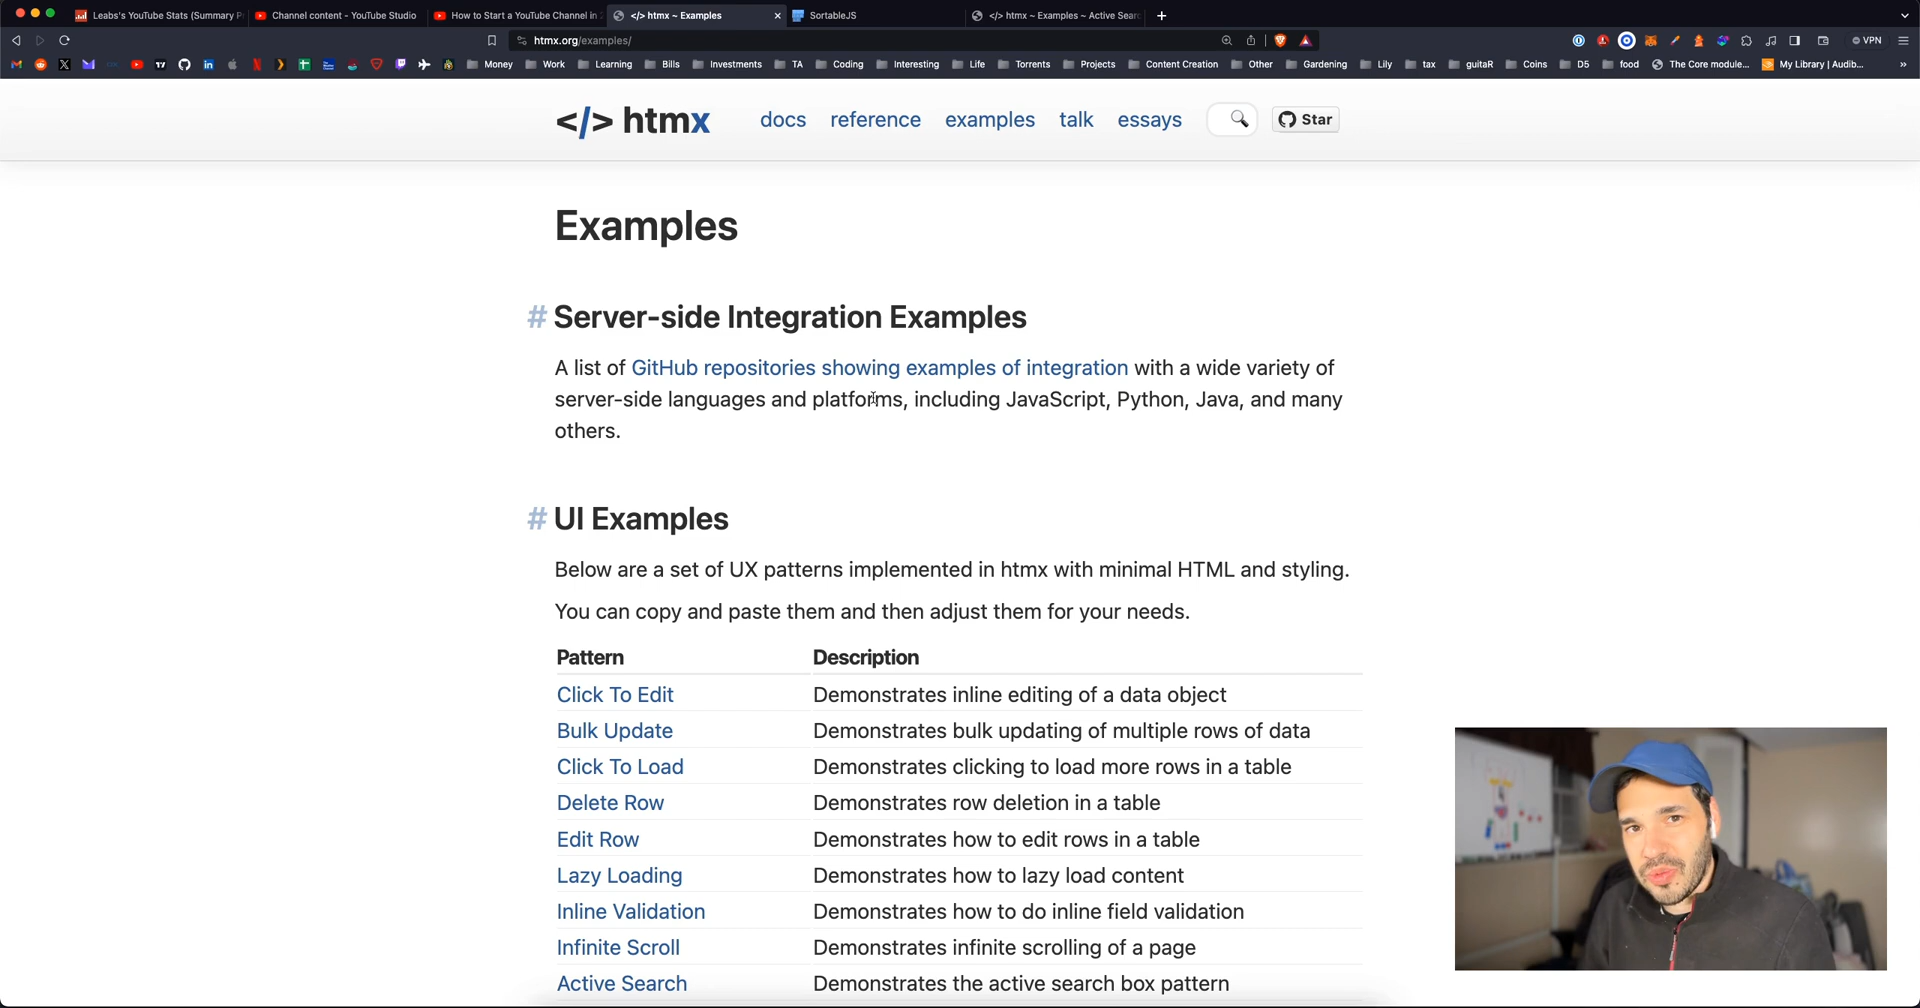 Leabs's YouTube Stats (Summary P
Channel content - YouTube Studio
How to Start a YouTube Channel in
</> htmx ~ Examples
SortableJS
</> htmx ~ Examples ~ Active Sear
htmx.org/examples/
VPN
Money
Work
Learning
Bills
Investments
TA
Coding
Interesting
Life
Torrents
Projects
Content Creation
Other
Gardening
Lily
tax
guitaR
Coins
D5
food
The Core module...
My Library | Audib...
</> htmx
docs
reference
examples
talk
essays
Star
Examples
# Server-side Integration Examples
A list of GitHub repositories showing examples of integration with a wide variety of
server-side languages and platforms, including JavaScript, Python, Java, and many
others.
# UI Examples
Below are a set of UX patterns implemented in htmx with minimal HTML and styling.
You can copy and paste them and then adjust them for your needs.
Pattern Description
Click To Edit Demonstrates inline editing of a data object
Bulk Update Demonstrates bulk updating of multiple rows of data
Click To Load Demonstrates clicking to load more rows in a table
Delete Row Demonstrates row deletion in a table
Edit Row Demonstrates how to edit rows in a table
Lazy Loading Demonstrates how to lazy load content
Inline Validation Demonstrates how to do inline field validation
Infinite Scroll Demonstrates infinite scrolling of a page
Active Search Demonstrates the active search box pattern